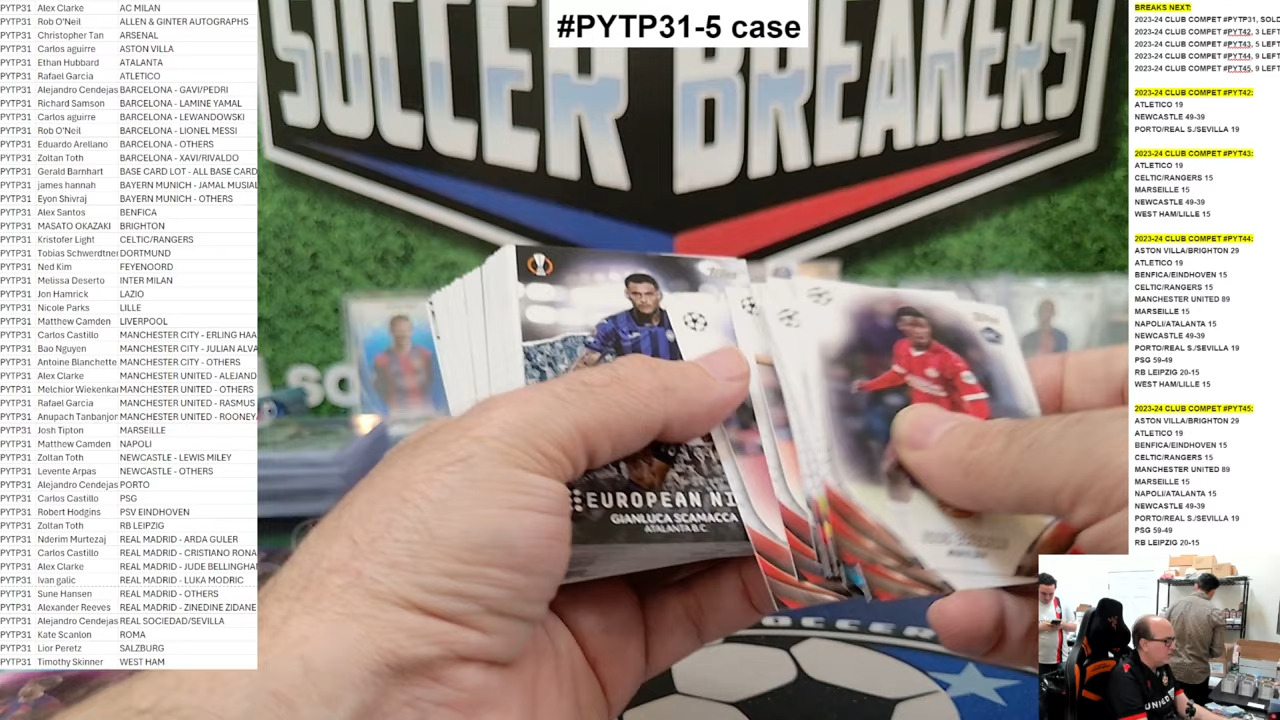 #PYTP31-5 case
SOCCER BREAKERS
PYTP31 Alex Clarke AC MILAN
PYTP31 Rob O'Neil ALLEN & GINTER AUTOGRAPHS
PYTP31 Christopher Tan ARSENAL
PYTP31 Carlos aguirre ASTON VILLA
PYTP31 Ethan Hubbard ATALANTA
PYTP31 Rafael Garcia ATLETICO
PYTP31 Alejandro Cendejas BARCELONA - GAVI/PEDRI
PYTP31 Richard Samson BARCELONA - LAMINE YAMAL
PYTP31 Carlos aguirre BARCELONA - LEWANDOWSKI
PYTP31 Rob O'Neil BARCELONA - LIONEL MESSI
PYTP31 Eduardo Arellano BARCELONA - OTHERS
PYTP31 Zoltan Toth BARCELONA - XAVI/RIVALDO
PYTP31 Gerald Barnhart BASE CARD LOT - ALL BASE CARD
PYTP31 james hannah BAYERN MUNICH - JAMAL MUSIAL
PYTP31 Eyon Shivraj BAYERN MUNICH - OTHERS
PYTP31 Alex Santos BENFICA
PYTP31 MASATO OKAZAKI BRIGHTON
PYTP31 Kristofer Light CELTIC/RANGERS
PYTP31 Tobias Schwerdtner DORTMUND
PYTP31 Ned Kim FEYENOORD
PYTP31 Melissa Deserto INTER MILAN
PYTP31 Jon Hamrick LAZIO
PYTP31 Nicole Parks LILLE
PYTP31 Matthew Camden LIVERPOOL
PYTP31 Carlos Castillo MANCHESTER CITY - ERLING HAA
PYTP31 Bao Nguyen MANCHESTER CITY - JULIAN ALVA
PYTP31 Antoine Blanchette MANCHESTER CITY - OTHERS
PYTP31 Alex Clarke MANCHESTER UNITED - ALEJAND
PYTP31 Melchior Wiekenkar MANCHESTER UNITED - OTHERS
PYTP31 Rafael Garcia MANCHESTER UNITED - RASMUS
PYTP31 Anupach Tanbanjor MANCHESTER UNITED - ROONEY
PYTP31 Josh Tipton MARSEILLE
PYTP31 Matthew Camden NAPOLI
PYTP31 Zoltan Toth NEWCASTLE - LEWIS MILEY
PYTP31 Levente Arpas NEWCASTLE - OTHERS
PYTP31 Alejandro Cendejas PORTO
PYTP31 Carlos Castillo PSG
PYTP31 Robert Hodgins PSV EINDHOVEN
PYTP31 Zoltan Toth RB LEIPZIG
PYTP31 Nderim Murtezaj REAL MADRID - ARDA GULER
PYTP31 Carlos Castillo REAL MADRID - CRISTIANO RONA
PYTP31 Alex Clarke REAL MADRID - JUDE BELLINGHA
PYTP31 Ivan galic REAL MADRID - LUKA MODRIC
PYTP31 Sune Hansen REAL MADRID - OTHERS
PYTP31 Alexander Reeves REAL MADRID - ZINEDINE ZIDANE
PYTP31 Alejandro Cendejas REAL SOCIEDAD/SEVILLA
PYTP31 Kate Scanlon ROMA
PYTP31 Lior Peretz SALZBURG
PYTP31 Timothy Skinner WEST HAM
EUROPEAN NI
GIANLUCA SCAMACCA
ATALANTA B.C.
SOCCER
UNITED
BREAKS NEXT:
2023-24 CLUB COMPET #PYTP31, SOLD
2023-24 CLUB COMPET #PYT42, 3 LEFT
2023-24 CLUB COMPET #PYT43, 5 LEFT
2023-24 CLUB COMPET #PYT44, 9 LEFT
2023-24 CLUB COMPET #PYT45, 9 LEFT
2023-24 CLUB COMPET #PYT42:
ATLETICO 19
NEWCASTLE 49-39
PORTO/REAL S./SEVILLA 19
2023-24 CLUB COMPET #PYT43:
ATLETICO 19
CELTIC/RANGERS 15
MARSEILLE 15
NEWCASTLE 49-39
WEST HAM/LILLE 15
2023-24 CLUB COMPET #PYT44:
ASTON VILLA/BRIGHTON 29
ATLETICO 19
BENFICA/EINDHOVEN 15
CELTIC/RANGERS 15
MANCHESTER UNITED 89
MARSEILLE 15
NAPOLI/ATALANTA 15
NEWCASTLE 49-39
PORTO/REAL S./SEVILLA 19
PSG 59-49
RB LEIPZIG 20-15
WEST HAM/LILLE 15
2023-24 CLUB COMPET #PYT45:
ASTON VILLA/BRIGHTON 29
ATLETICO 19
BENFICA/EINDHOVEN 15
CELTIC/RANGERS 15
MANCHESTER UNITED 89
MARSEILLE 15
NAPOLI/ATALANTA 15
NEWCASTLE 49-39
PORTO/REAL S./SEVILLA 19
PSG 59-49
RB LEIPZIG 20-15